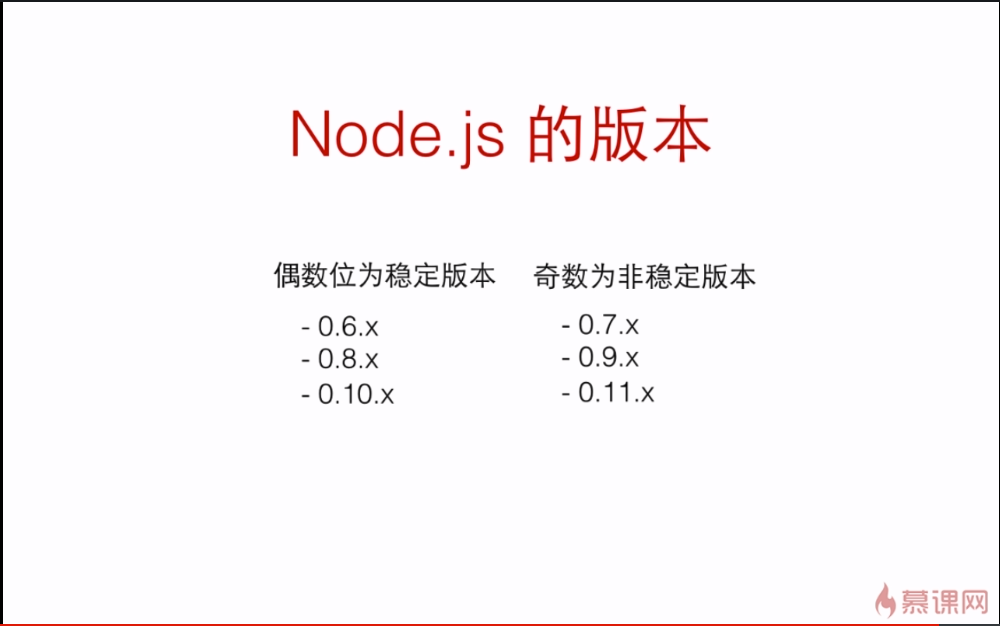 Node.js 的版本
偶数位为稳定版本
- 0.6.x
- 0.8.x
- 0.10.x
奇数为非稳定版本
- 0.7.x
- 0.9.x
- 0.11.x
慕课网